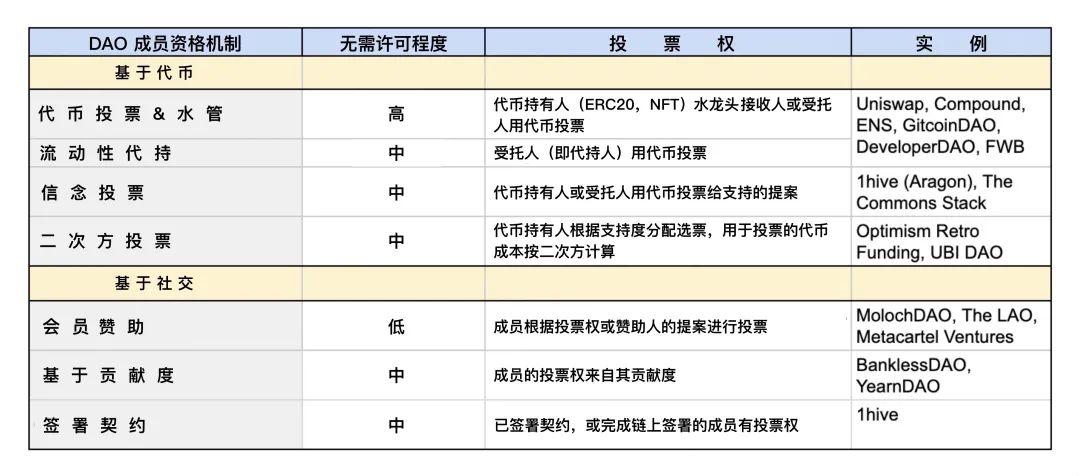 DAO 成员资格机制 无需许可程度 投 票 权 实 例
基于代币
代币投票&水管 高 代币持有人（ERC20，NFT）水龙头接收人或受托 Uniswap, Compound,
人用代币投票 ENS, GitcoinDAO,
流动性代持 中 受托人（即代持人）用代币投票 DeveloperDAO, FWB
信念投票 中 代币持有人或受托人用代币投票给支持的提案 1hive (Aragon), The
Commons Stack
二次方投票 中 代币持有人根据支持度分配选票，用于投票的代币 Optimism Retro
成本按二次方计算 Funding, UBI DAO
基于社交
会员赞助 低 成员根据投票权或赞助人的提案进行投票 MolochDAO, The LAO,
Metacartel Ventures
基于贡献度 中 成员的投票权来自其贡献度 BanklessDAO,
YearnDAO
签署契约 中 已签署契约，或完成链上签署的成员有投票权 1hive